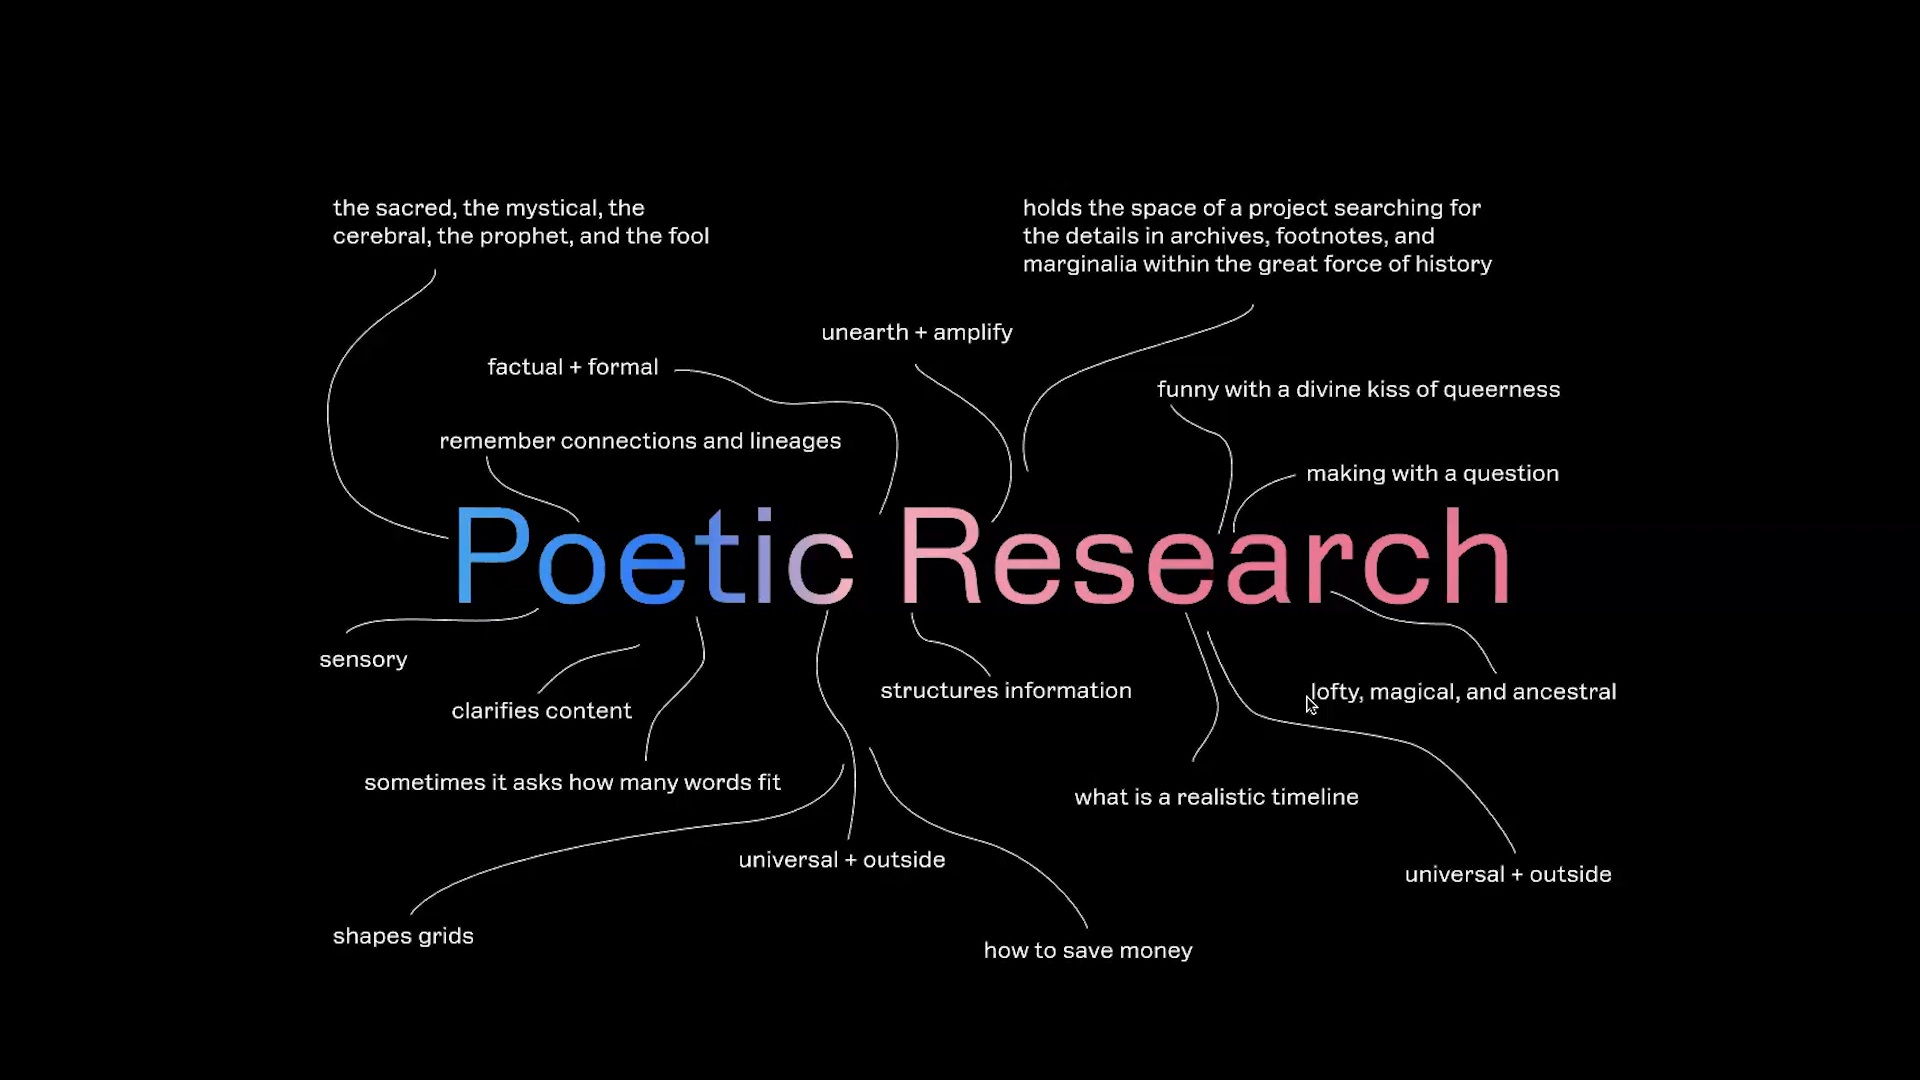 the sacred, the mystical, the
cerebral, the prophet, and the fool
holds the space of a project searching for
the details in archives, footnotes, and
marginalia within the great force of history
unearth + amplify
factual + formal
funny with a divine kiss of queerness
remember connections and lineages
making with a question
Poetic Research
sensory
clarifies content
structures information
lofty, magical, and ancestral
sometimes it asks how many words fit
what is a realistic timeline
universal + outside
universal + outside
shapes grids
how to save money